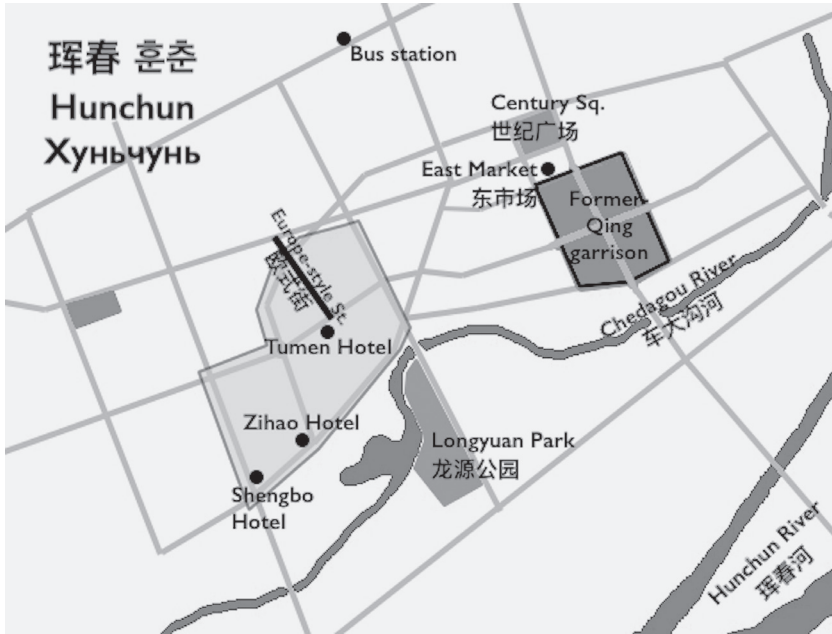 珲春 훈춘
Hunchun
Хуньчунь
Bus station
Century Sq.
世纪广场
East Market
东市场
Former
Qing
garrison
Europe-style St.
欧式街
Chedagou River
车大沟河
Tumen Hotel
Zihao Hotel
Longyuan Park
龙源公园
Shengbo
Hotel
Hunchun River
珲春河